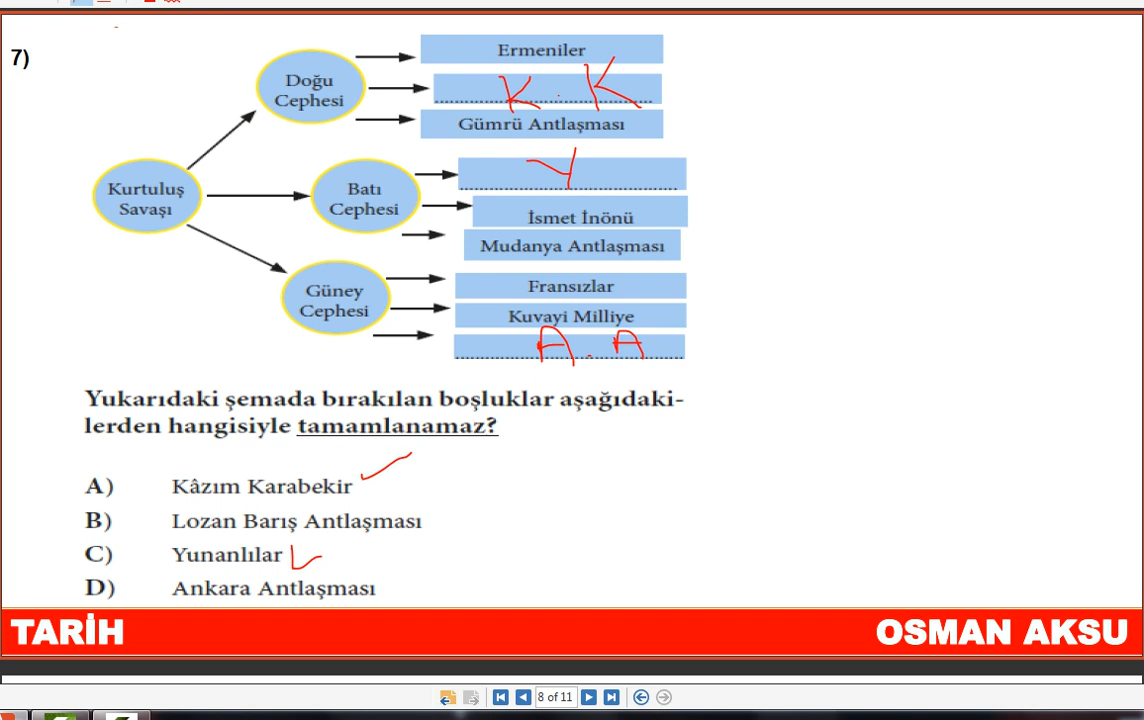 7)
Ermeniler
Doğu
Cephesi
K. K
Gümrü Antlaşması
Y
Kurtuluş
Savaşı
Batı
Cephesi
İsmet İnönü
Mudanya Antlaşması
Fransızlar
Güney
Cephesi
Kuvayi Milliye
A. A
Yukarıdaki şemada bırakılan boşluklar aşağıdaki-
lerden hangisiyle tamamlanamaz?
A) Kâzım Karabekir
B) Lozan Barış Antlaşması
C) Yunanlılar
D) Ankara Antlaşması
TARİH OSMAN AKSU
8 of 11